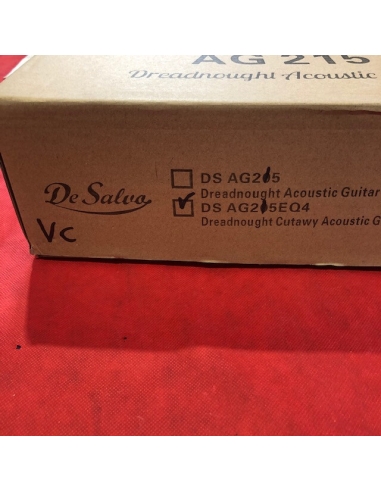 AG 215
Dreadnought Acoustic
De Salvo
VC
DS AG215
Dreadnought Acoustic Guitar
DS AG215EQ4
Dreadnought Cutawy Acoustic G